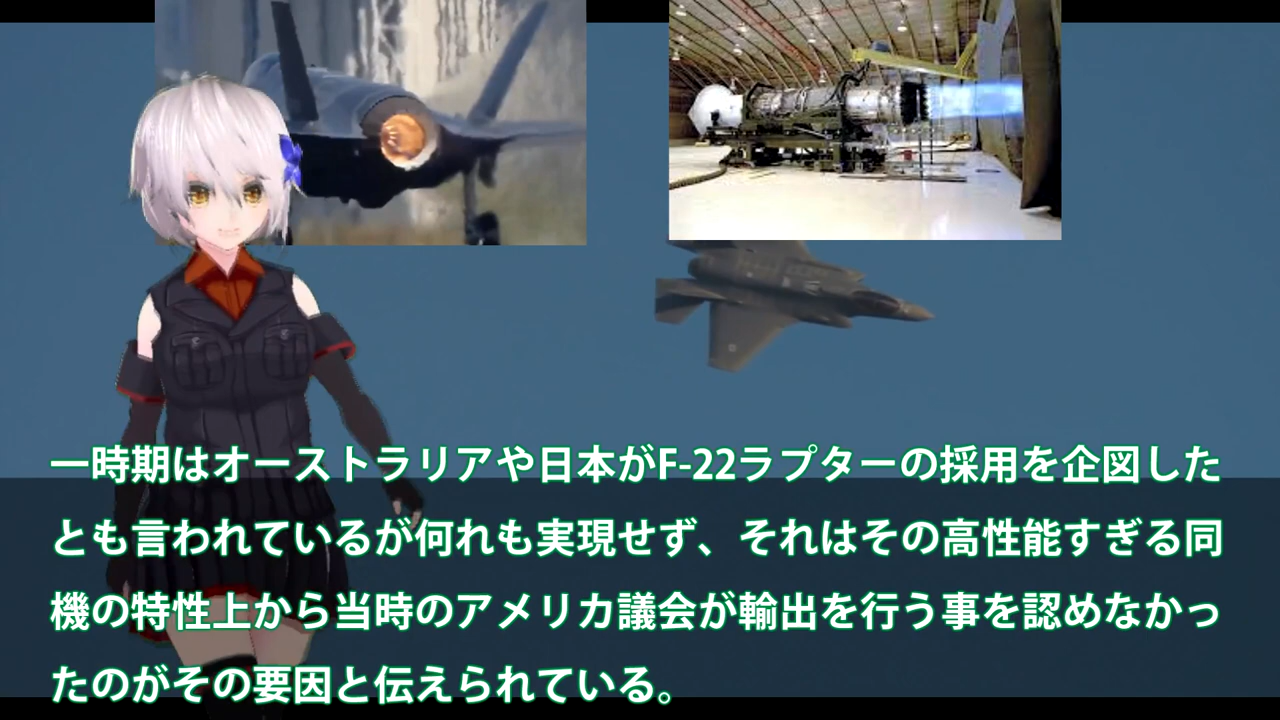 一時期はオーストラリアや日本がF-22ラプターの採用を企図した
とも言われているが何れも実現せず、それはその高性能すぎる同
機の特性上から当時のアメリカ議会が輸出を行う事を認めなかっ
たのがその要因と伝えられている。